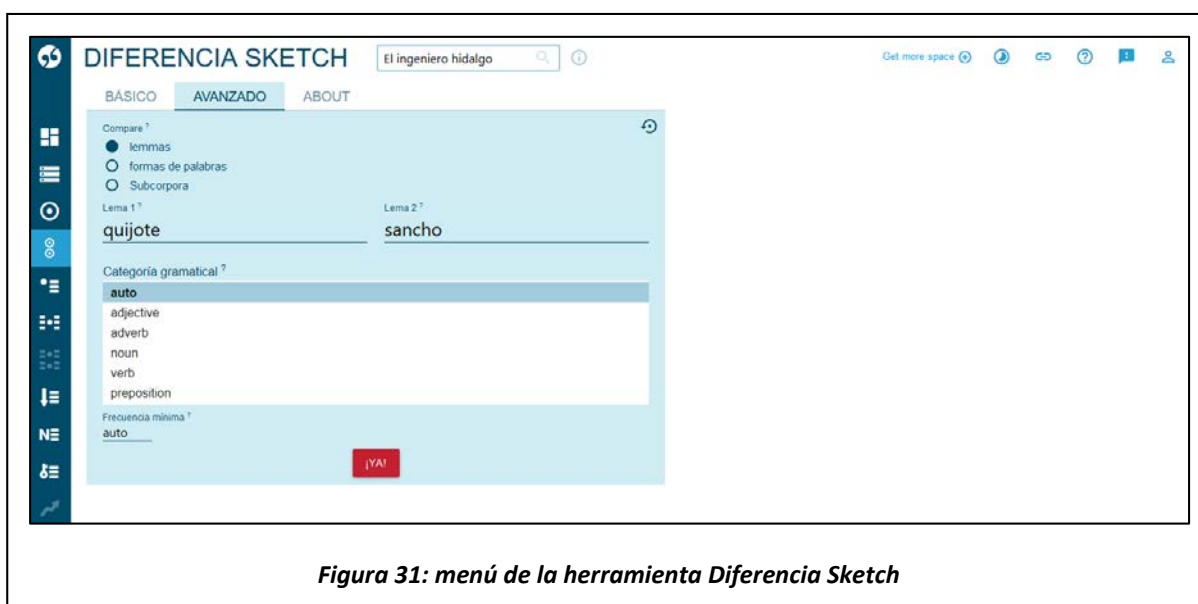 DIFERENCIA SKETCH El ingeniero hidalgo Get more space
BÁSICO AVANZADO ABOUT
Compare ?
lemmas
formas de palabras
Subcorpora
Lema 1 ? Lema 2 ?
quijote sancho
Categoría gramatical ?
auto
adjective
adverb
noun
verb
preposition
Frecuencia mínima ?
auto
¡YA!
Figura 31: menú de la herramienta Diferencia Sketch